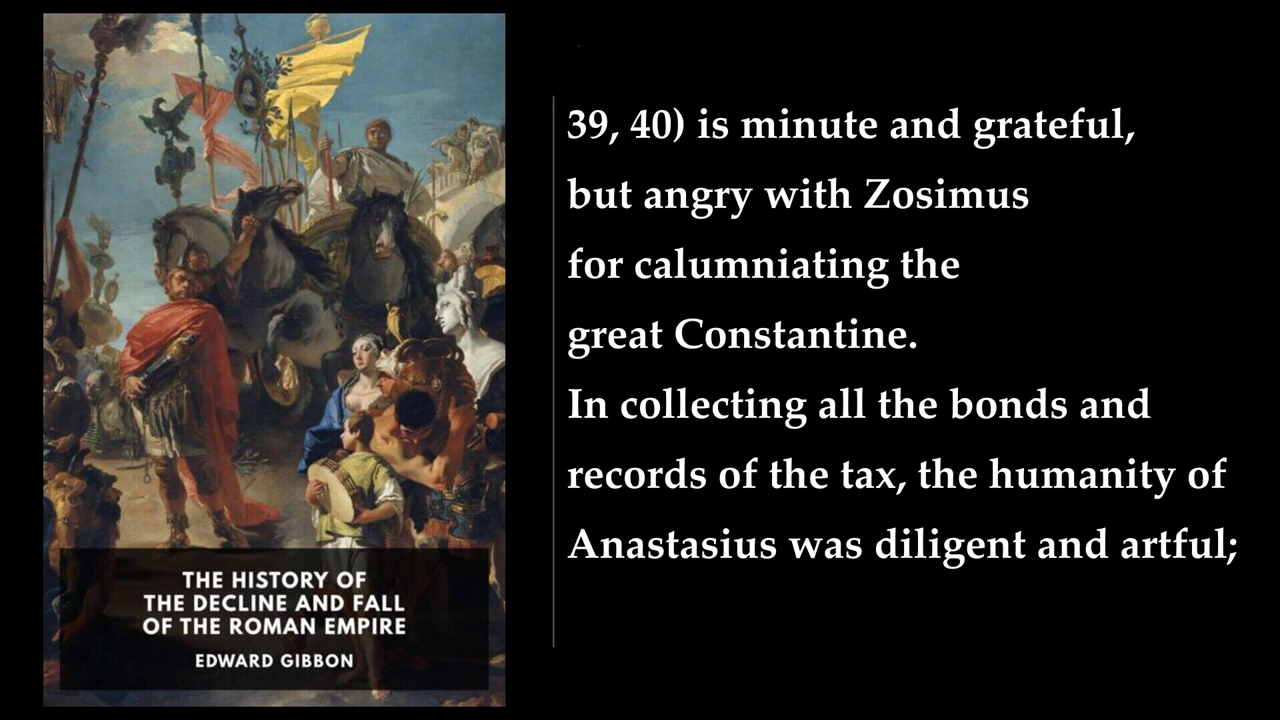 THE HISTORY OF
THE DECLINE AND FALL
OF THE ROMAN EMPIRE
EDWARD GIBBON
39, 40) is minute and grateful,
but angry with Zosimus
for calumniating the
great Constantine.
In collecting all the bonds and
records of the tax, the humanity of
Anastasius was diligent and artful;